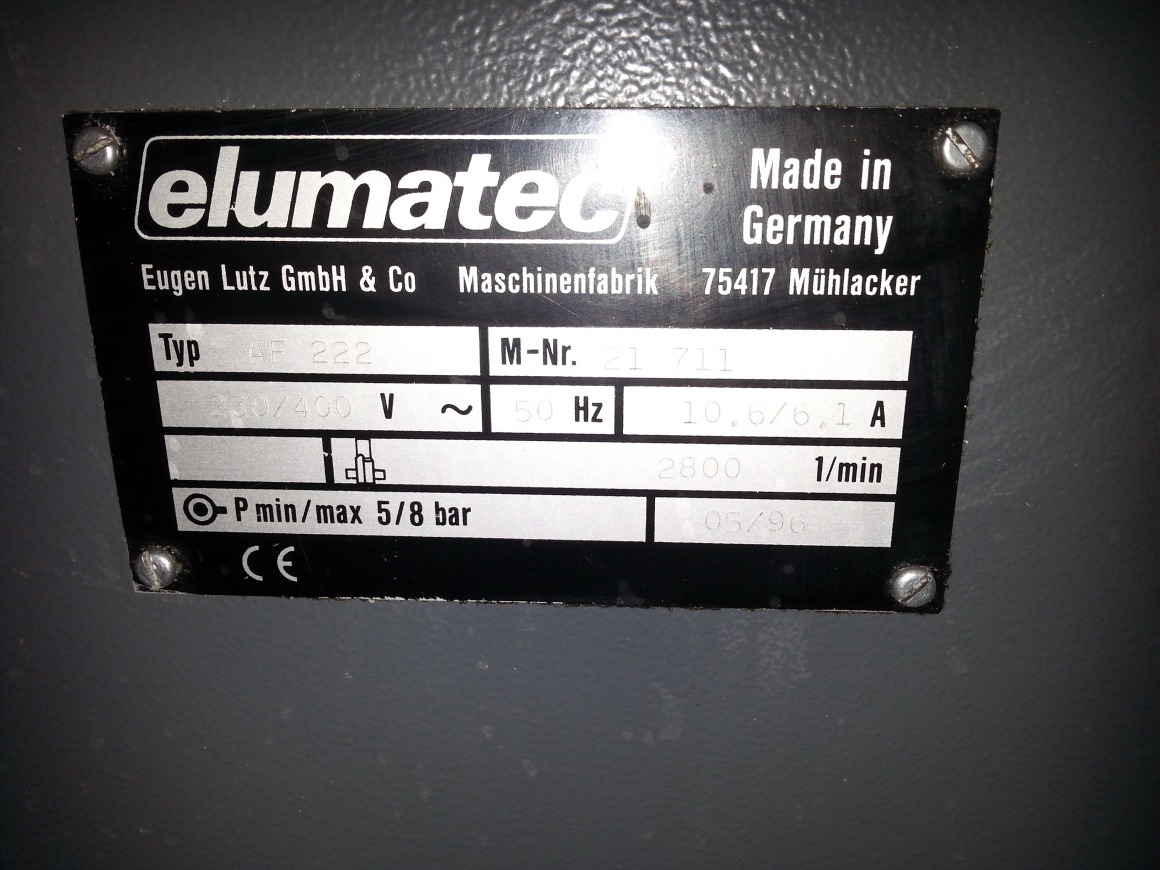 elumatec
Made in
Germany
Eugen Lutz GmbH & Co Maschinenfabrik 75417 Mühlacker
Typ AF 222 M-Nr. 21 711
230/400 V ~ 50 Hz 10.6/6.1 A
2800 1/min
P min/max 5/8 bar 05/96
CE